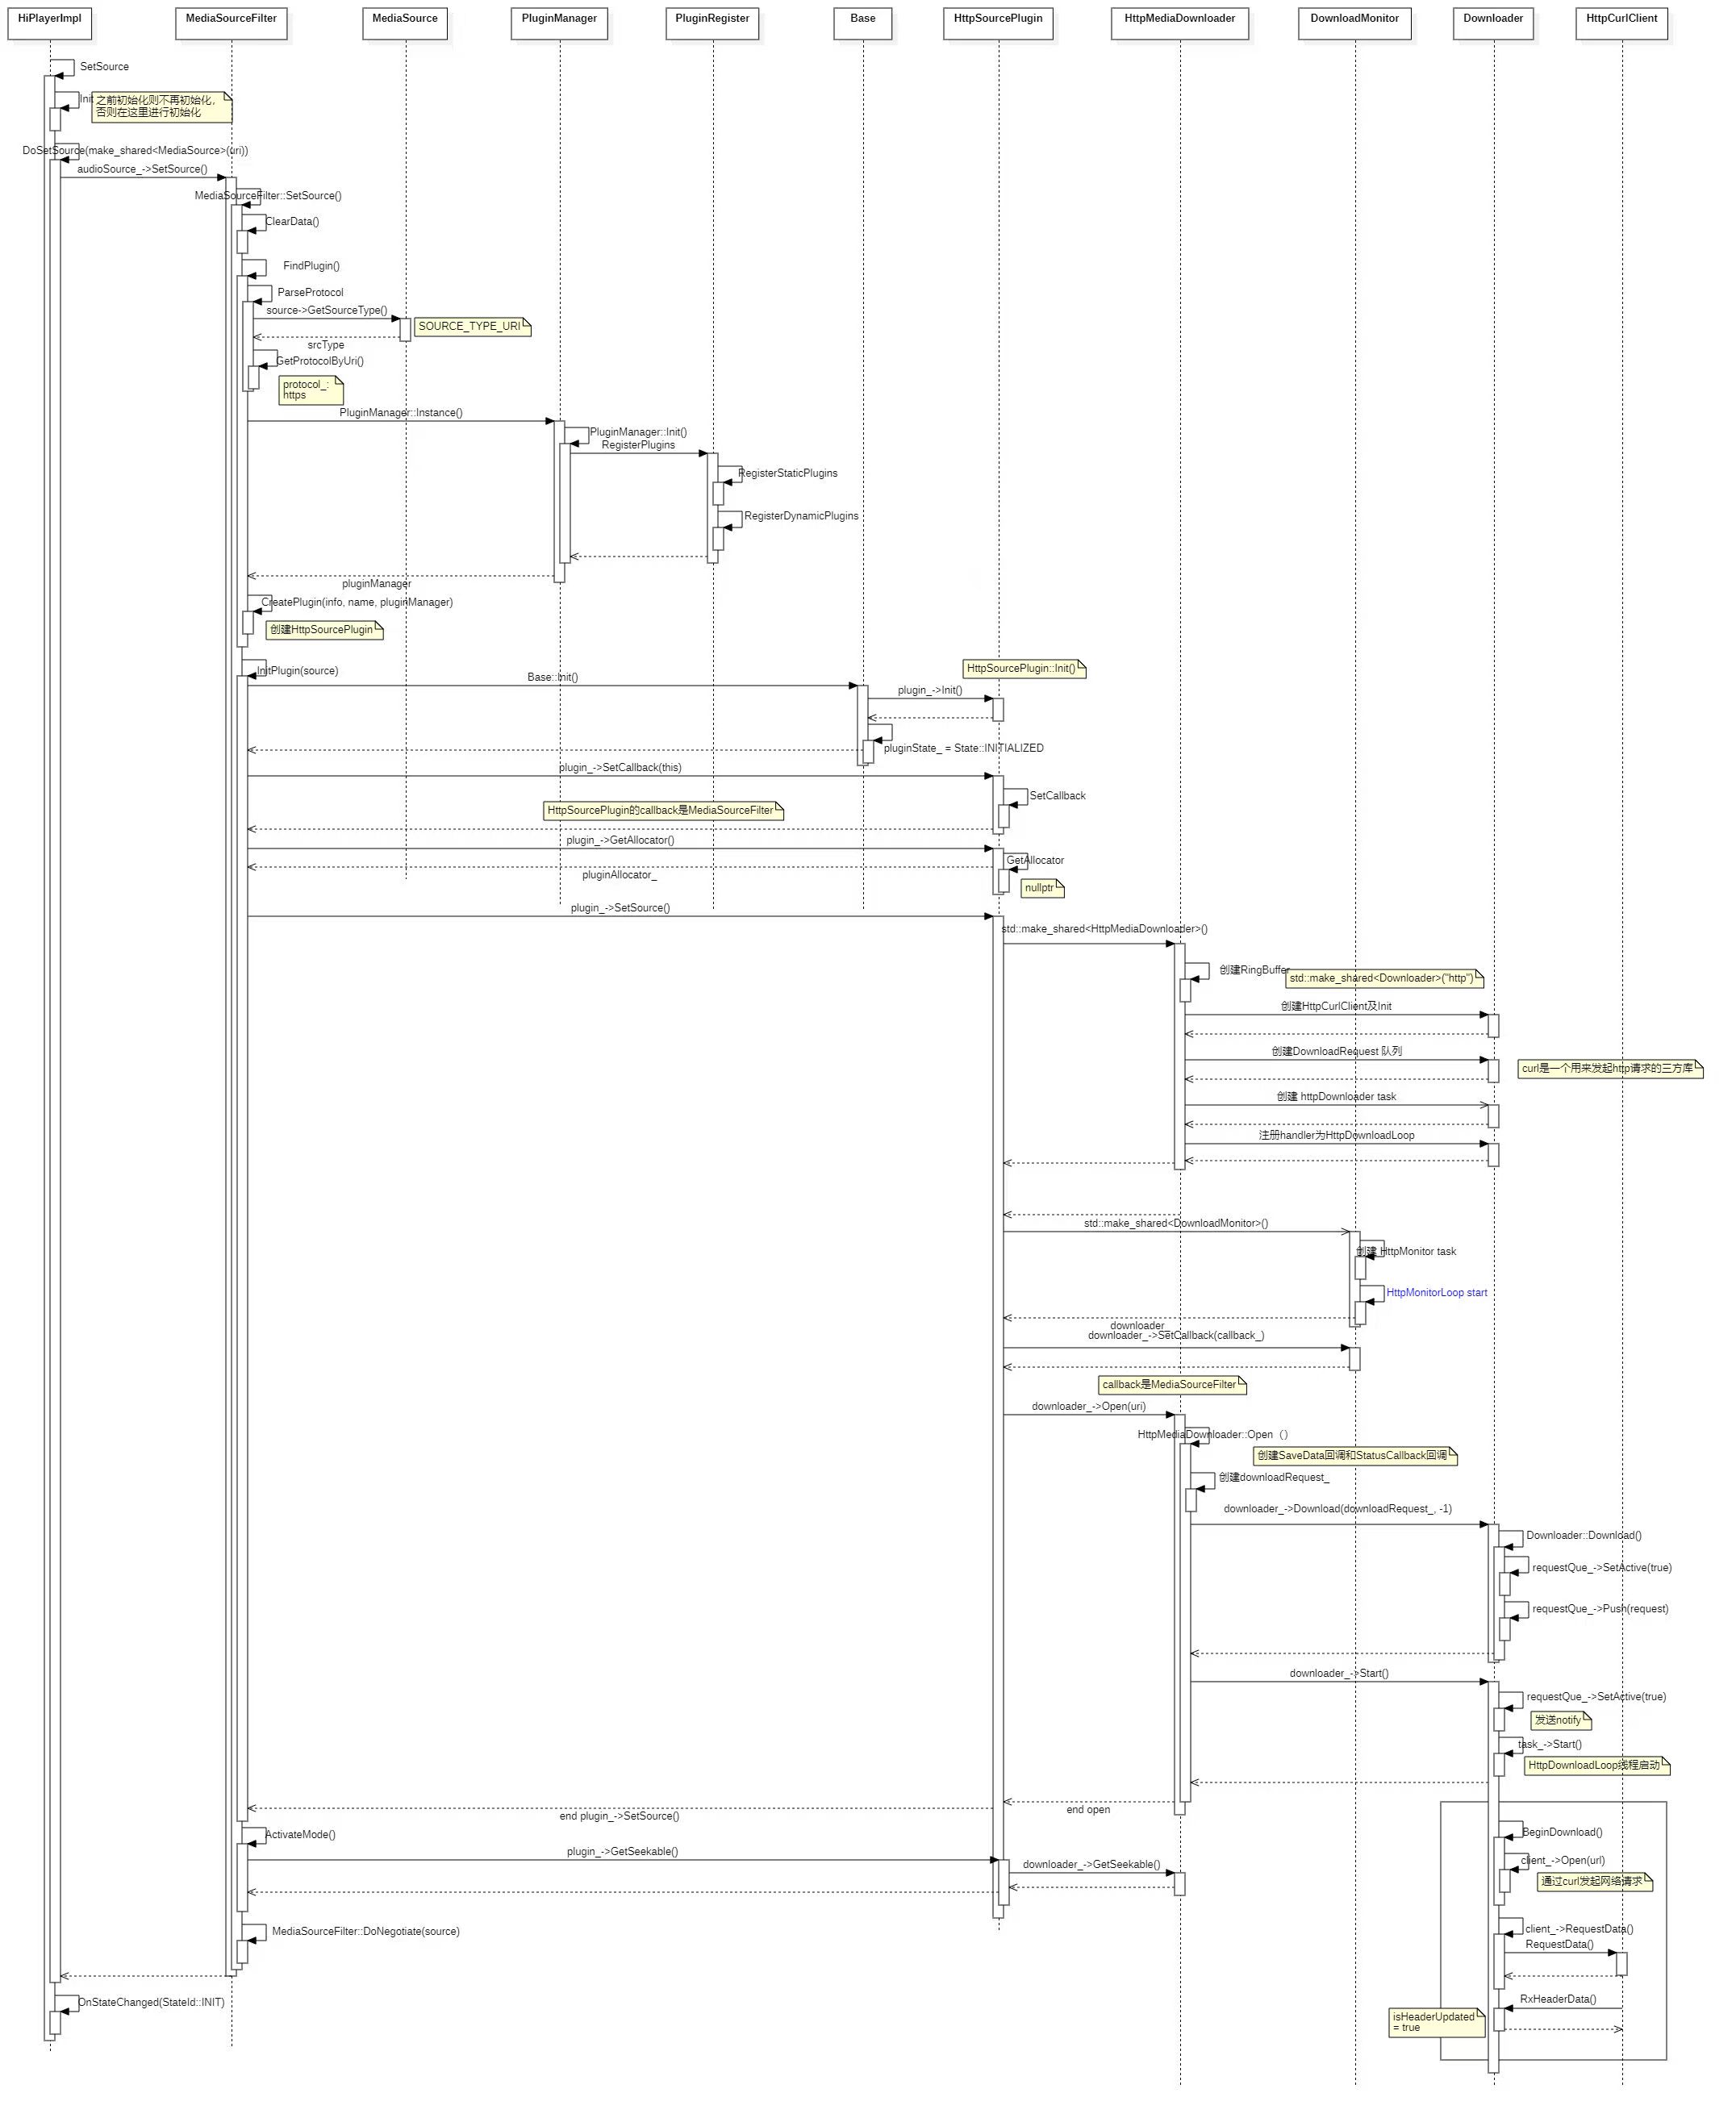 HiPlayerImpl
MediaSourceFilter
MediaSource
PluginManager
PluginRegister
Base
HttpSourcePlugin
HttpMediaDownloader
DownloadMonitor
Downloader
HttpCurlClient
SetSource
Init
之前初始化则不再初始化，
否则在这里进行初始化
DoSetSource(make_shared<MediaSource>(uri))
audioSource_->SetSource()
MediaSourceFilter::SetSource()
ClearData()
FindPlugin()
ParseProtocol
source->GetSourceType()
SOURCE_TYPE_URI
srcType
GetProtocolByUri()
protocol_:
https
PluginManager::Instance()
PluginManager::Init()
RegisterPlugins
RegisterStaticPlugins
RegisterDynamicPlugins
pluginManager
CreatePlugin(info, name, pluginManager)
创建HttpSourcePlugin
InitPlugin(source)
HttpSourcePlugin::Init()
Base::Init()
plugin_->Init()
pluginState_ = State::INITIALIZED
plugin_->SetCallback(this)
SetCallback
HttpSourcePlugin的callback是MediaSourceFilter
plugin_->GetAllocator()
GetAllocator
pluginAllocator_
nullptr
plugin_->SetSource()
std::make_shared<HttpMediaDownloader>()
创建RingBuffer
std::make_shared<Downloader>("http")
创建HttpCurlClient及Init
创建DownloadRequest 队列
curl是一个用来发起http请求的三方库
创建 httpDownloader task
注册handler为HttpDownloadLoop
std::make_shared<DownloadMonitor>()
创建 HttpMonitor task
HttpMonitorLoop start
downloader_
downloader_->SetCallback(callback_)
callback是MediaSourceFilter
downloader_->Open(uri)
HttpMediaDownloader::Open（）
创建SaveData回调和StatusCallback回调
创建downloadRequest_
downloader_->Download(downloadRequest_, -1)
Downloader::Download()
requestQue_->SetActive(true)
requestQue_->Push(request)
downloader_->Start()
requestQue_->SetActive(true)
发送notify
task_->Start()
HttpDownloadLoop线程启动
end open
end plugin_->SetSource()
ActivateMode()
BeginDownload()
plugin_->GetSeekable()
downloader_->GetSeekable()
client_->Open(url)
通过curl发起网络请求
MediaSourceFilter::DoNegotiate(source)
client_->RequestData()
RequestData()
OnStateChanged(StateId::INIT)
RxHeaderData()
isHeaderUpdated
= true